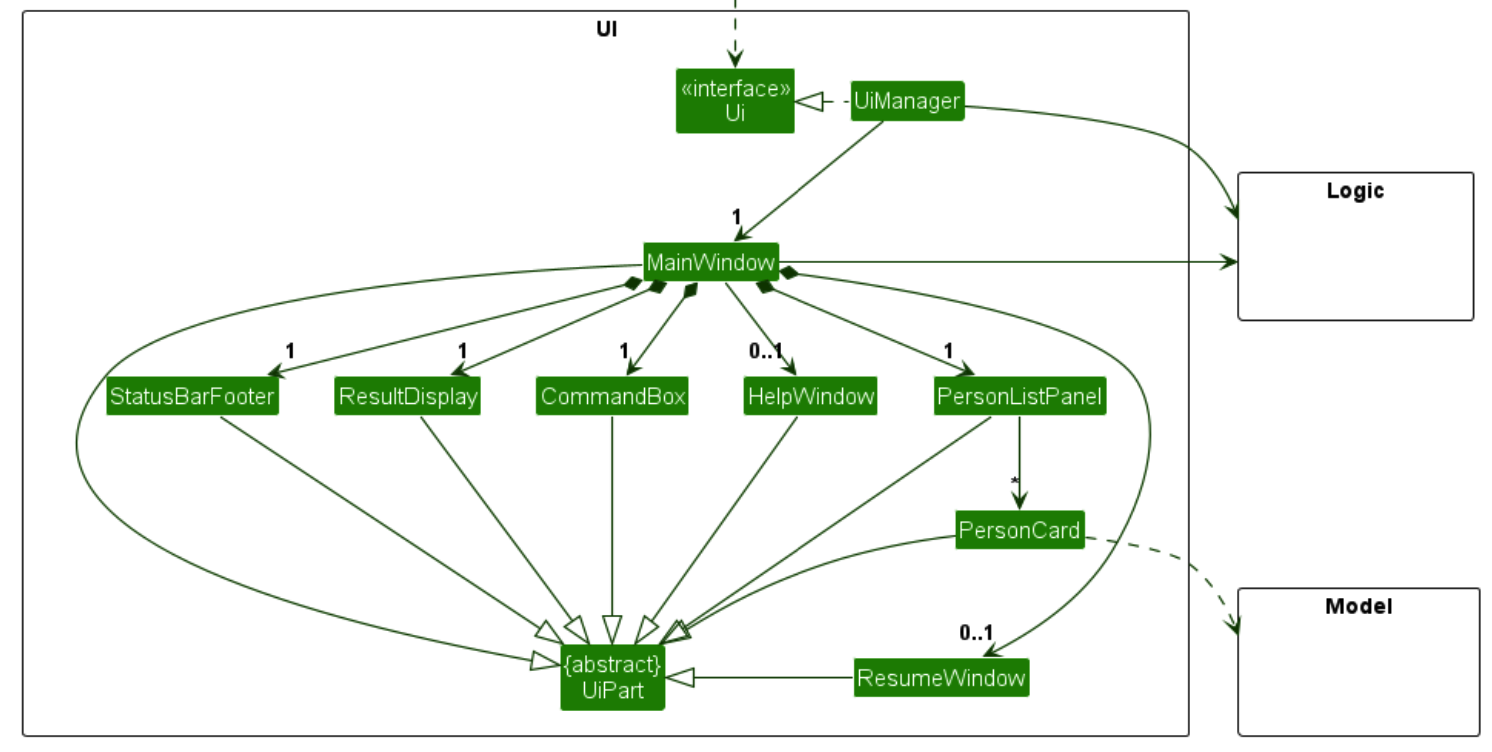 UI
«interface»
Ui
UiManager
Logic
1
MainWindow
1
1
1
0..1
1
StatusBarFooter
ResultDisplay
CommandBox
HelpWindow
PersonListPanel
*
PersonCard
Model
0..1
{abstract}
UiPart
ResumeWindow